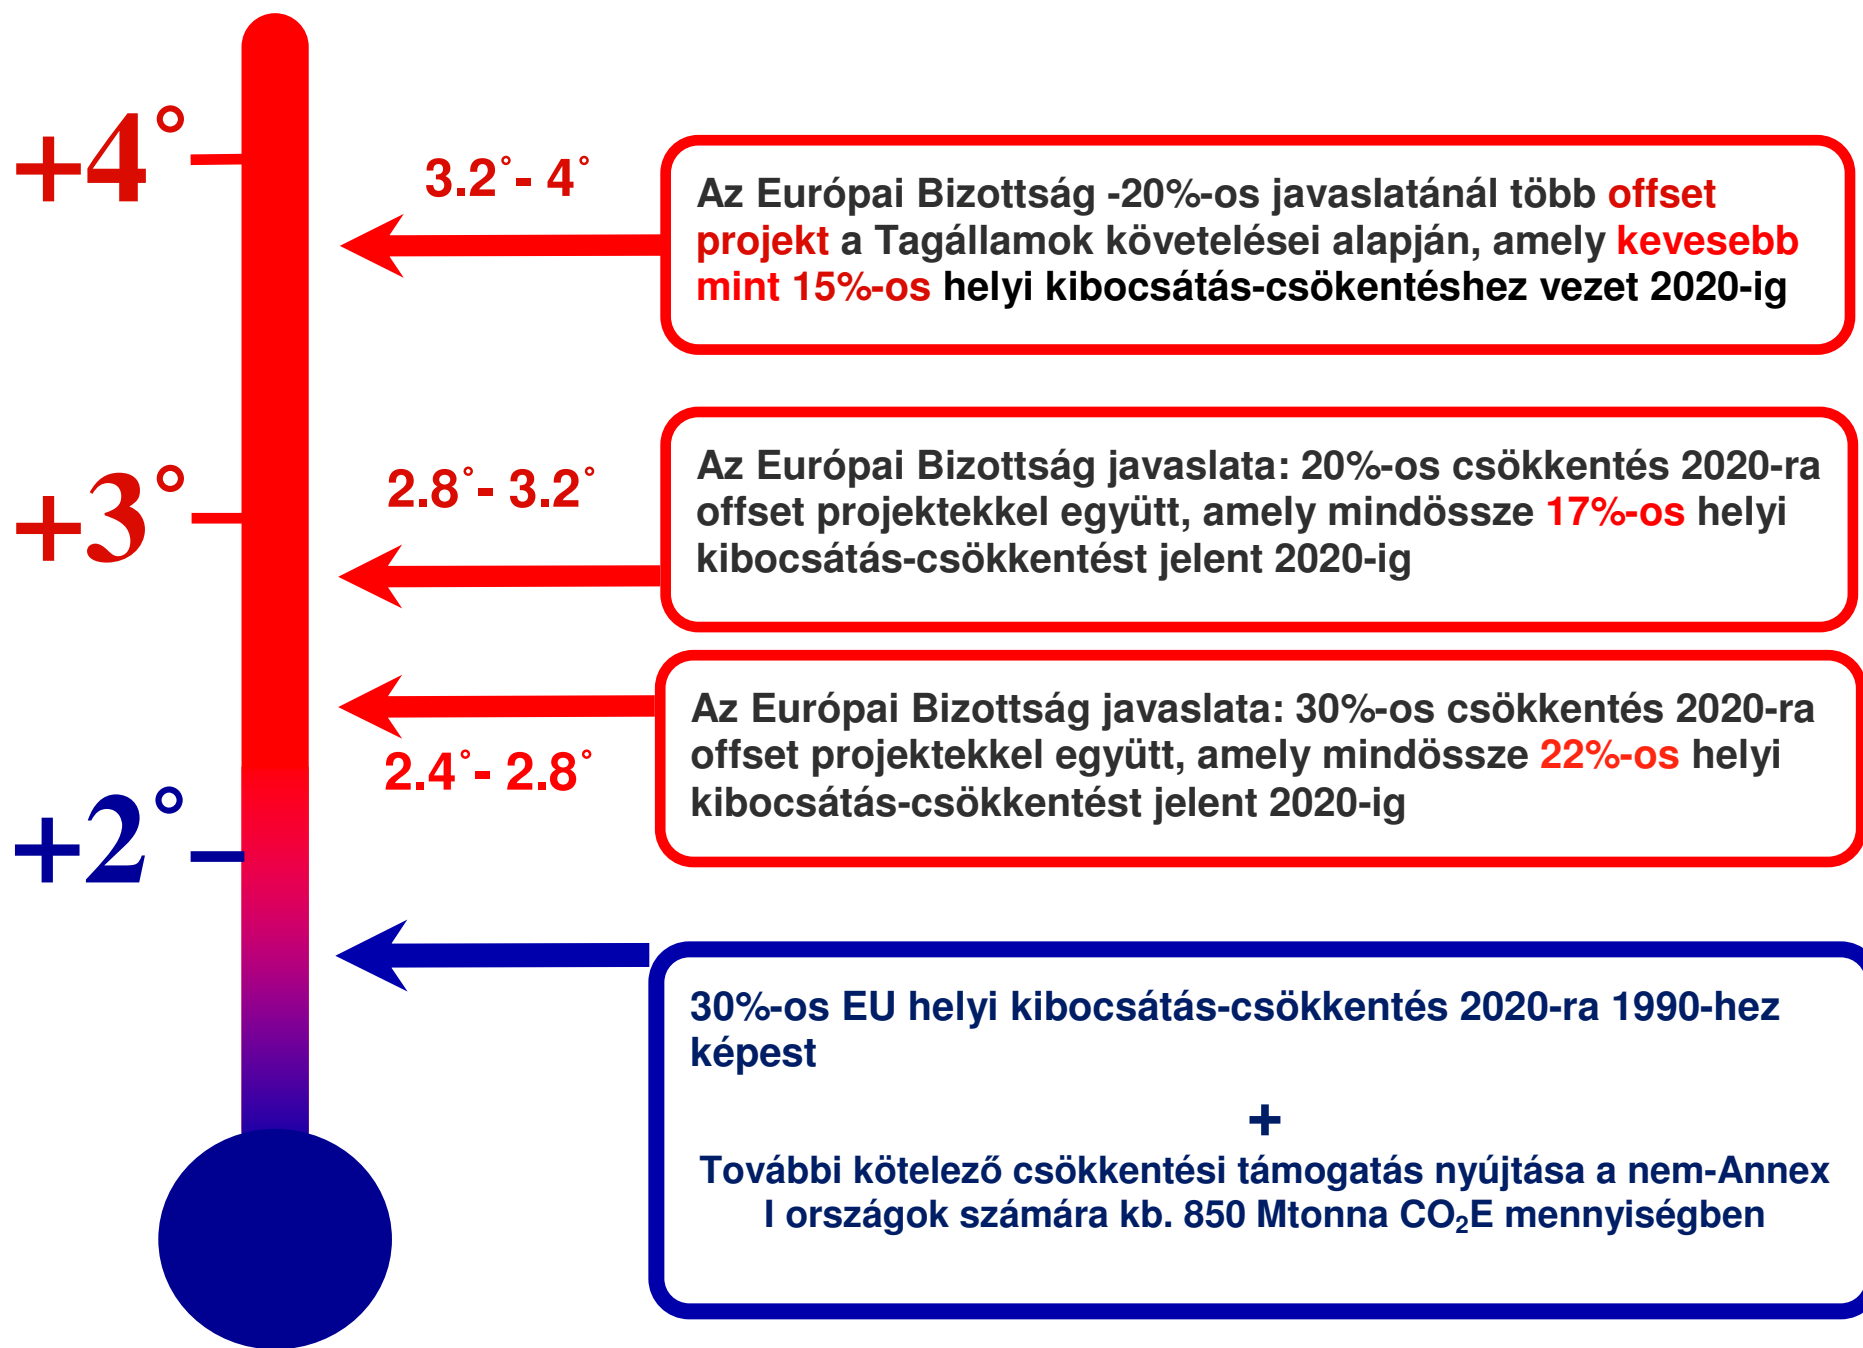 +4°
3.2°- 4°
Az Európai Bizottság -20%-os javaslatánál több offset
projekt a Tagállamok követelései alapján, amely kevesebb
mint 15%-os helyi kibocsátás-csökentéshez vezet 2020-ig
+3°
2.8°- 3.2°
Az Európai Bizottság javaslata: 20%-os csökkentés 2020-ra
offset projektekkel együtt, amely mindössze 17%-os helyi
kibocsátás-csökkentést jelent 2020-ig
2.4°- 2.8°
Az Európai Bizottság javaslata: 30%-os csökkentés 2020-ra
offset projektekkel együtt, amely mindössze 22%-os helyi
kibocsátás-csökkentést jelent 2020-ig
+2°
30%-os EU helyi kibocsátás-csökkentés 2020-ra 1990-hez
képest
+
További kötelező csökkentési támogatás nyújtása a nem-Annex
I országok számára kb. 850 Mtonna CO₂E mennyiségben